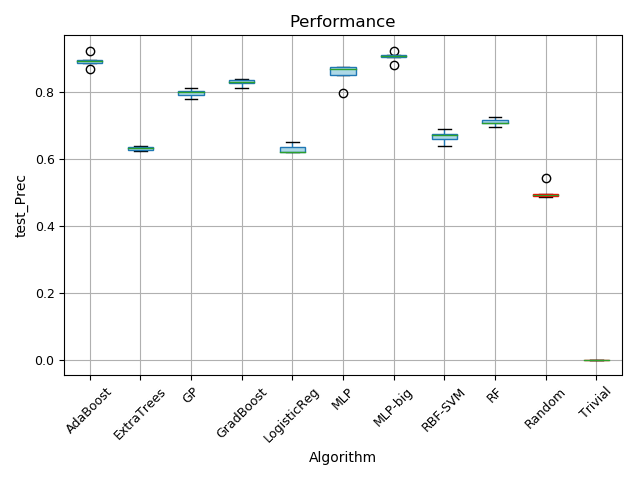 Performance
test_Prec
0.8
0.6
0.4
0.2
0.0
AdaBoost
ExtraTrees
GP
GradBoost
LogisticReg
MLP
MLP-big
RBF-SVM
RF
Random
Trivial
Algorithm